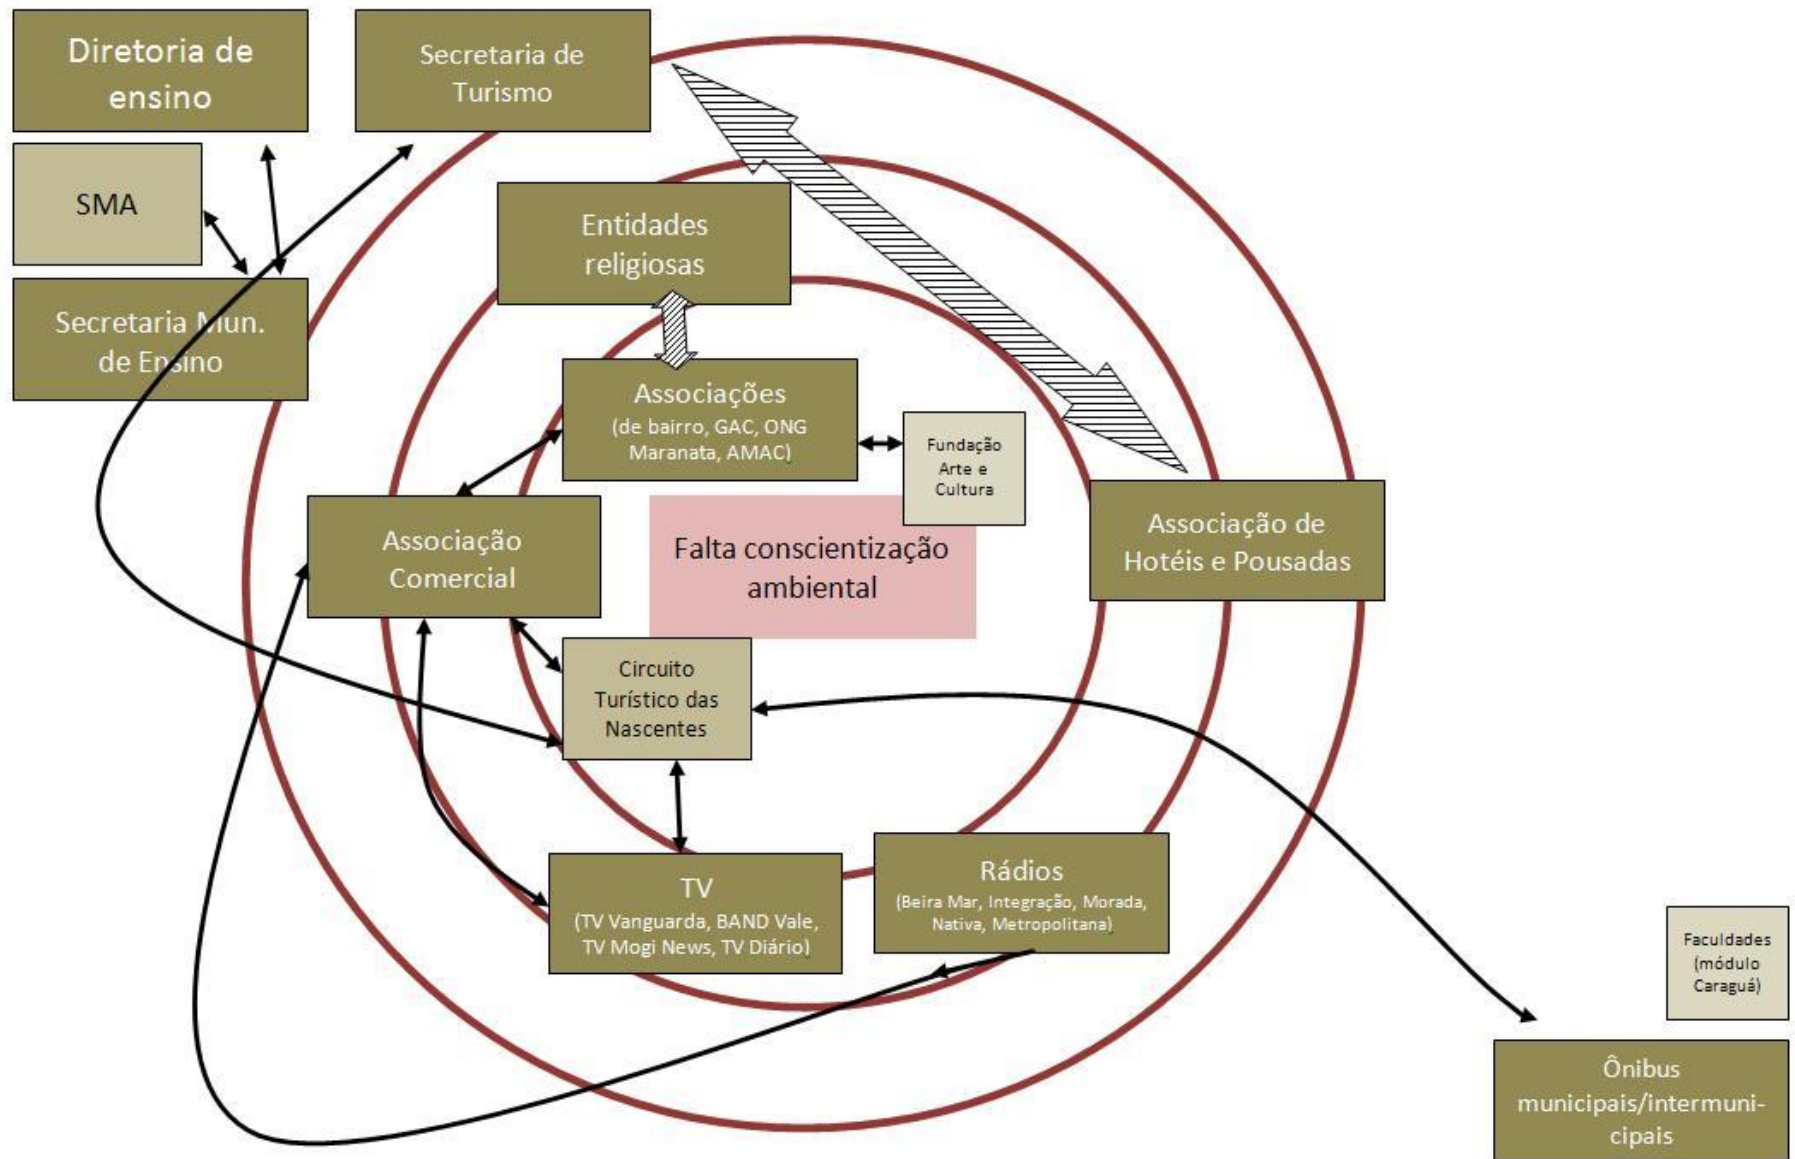 Diretoria de
ensino
Secretaria de
Turismo
SMA
Entidades
religiosas
Secretaria Mun.
de Ensino
Associações
(de bairro, GAC, ONG
Maranata, AMAC)
Fundação
Arte e
Cultura
Associação
Comercial
Falta conscientização
ambiental
Associação de
Hotéis e Pousadas
Circuito
Turístico das
Nascentes
TV
(TV Vanguarda, BAND Vale,
TV Mogi News, TV Diário)
Rádios
(Beira Mar, Integração, Morada,
Nativa, Metropolitana)
Faculdades
(módulo
Caraguá)
Ônibus
municipais/intermuni-
cipais